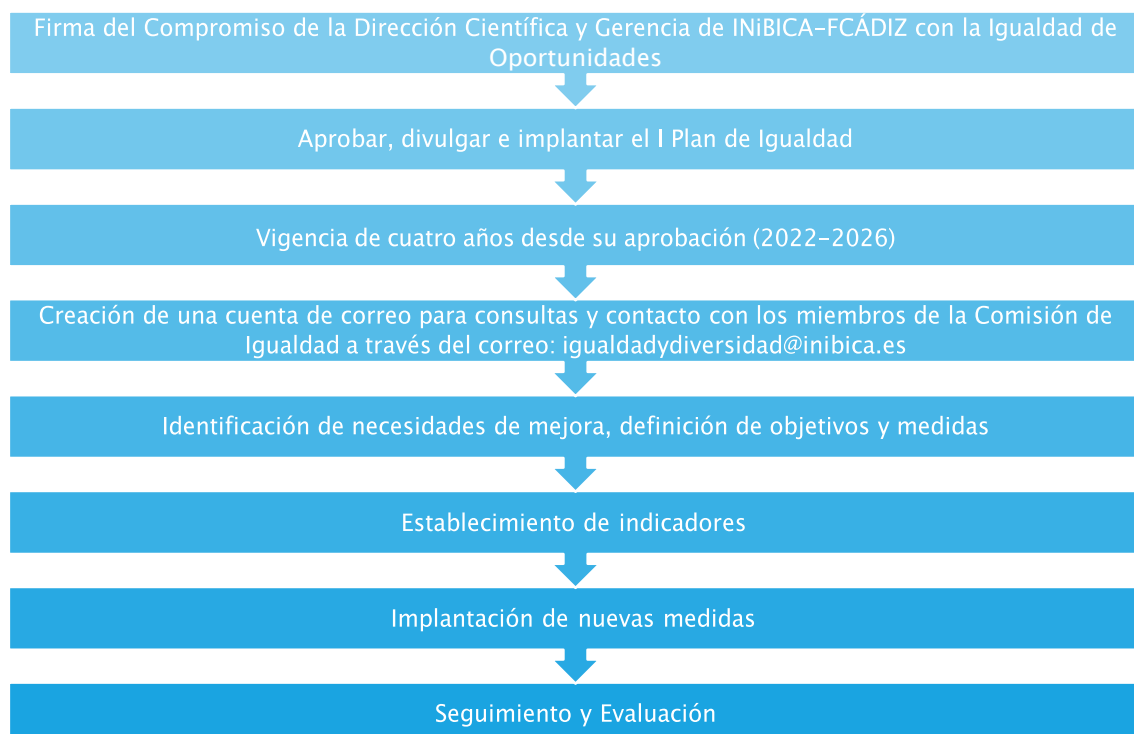 Firma del Compromiso de la Dirección Científica y Gerencia de INiBICA-FCÁDIZ con la Igualdad de
Oportunidades
Aprobar, divulgar e implantar el I Plan de Igualdad
Vigencia de cuatro años desde su aprobación (2022-2026)
Creación de una cuenta de correo para consultas y contacto con los miembros de la Comisión de
Igualdad a través del correo: igualdadydiversidad@inibica.es
Identificación de necesidades de mejora, definición de objetivos y medidas
Establecimiento de indicadores
Implantación de nuevas medidas
Seguimiento y Evaluación